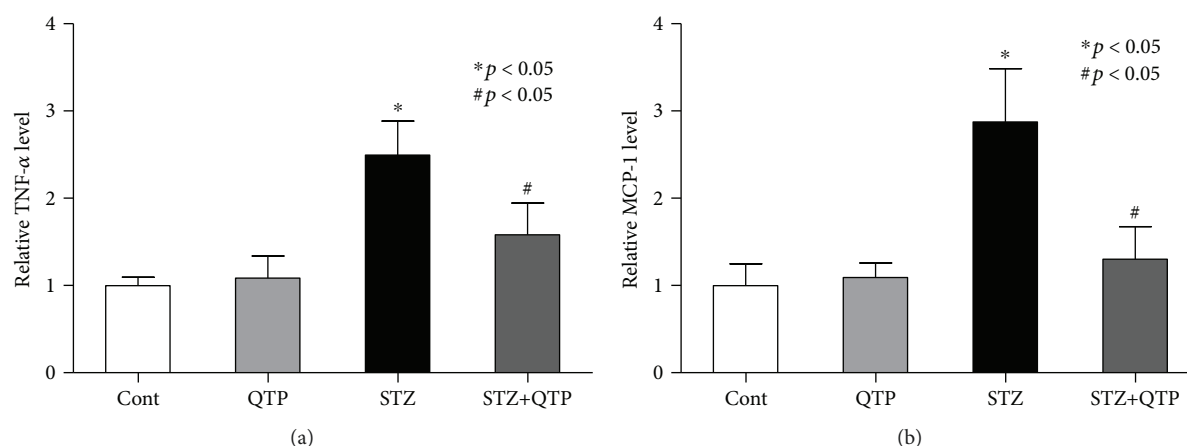 Relative TNF-α level
4
3
2
1
0
* p < 0.05
# p < 0.05
*
#
Cont QTP STZ STZ+QTP
(a)
Relative MCP-1 level
4
3
2
1
0
* p < 0.05
# p < 0.05
*
#
Cont QTP STZ STZ+QTP
(b)